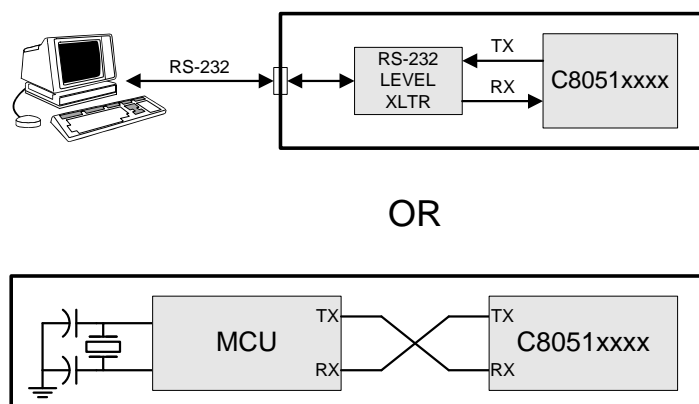 RS-232
RS-232
LEVEL
XLTR
TX
RX
C8051xxxx
OR
MCU
TX
RX
TX
RX
C8051xxxx